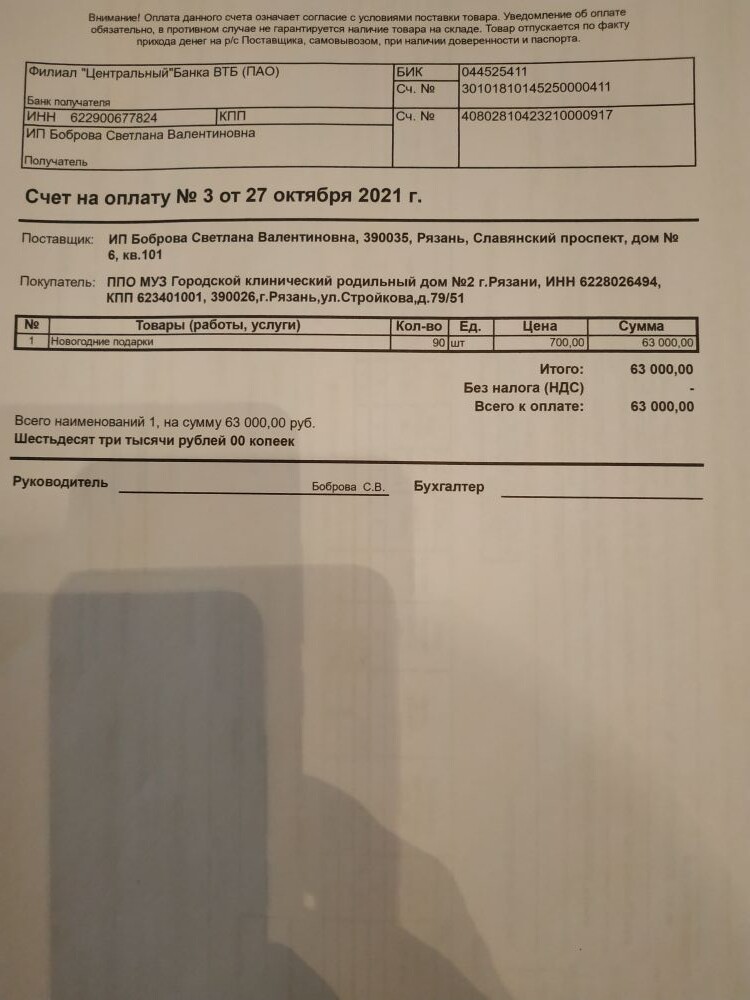 Внимание! Оплата данного счета означает согласие с условиями поставки товара. Уведомление об оплате
обязательно, в противном случае не гарантируется наличие товара на складе. Товар отпускается по факту
прихода денег на р/с Поставщика, самовывозом, при наличии доверенности и паспорта.
Филиал "Центральный"Банка ВТБ (ПАО) БИК 044525411
Сч. № 30101810145250000411
Банк получателя
ИНН 622900677824 КПП Сч. № 40802810423210000917
ИП Боброва Светлана Валентиновна
Получатель
Счет на оплату № 3 от 27 октября 2021 г.
Поставщик: ИП Боброва Светлана Валентиновна, 390035, Рязань, Славянский проспект, дом №
6, кв.101
Покупатель: ППО МУЗ Городской клинический родильный дом №2 г.Рязани, ИНН 6228026494,
КПП 623401001, 390026,г.Рязань,ул.Стройкова,д.79/51
№ Товары (работы, услуги) Кол-во Ед. Цена Сумма
1 Новогодние подарки 90 шт 700,00 63 000,00
Итого: 63 000,00
Без налога (НДС) -
Всего к оплате: 63 000,00
Всего наименований 1, на сумму 63 000,00 руб.
Шестьдесят три тысячи рублей 00 копеек
Руководитель Боброва С.В. Бухгалтер